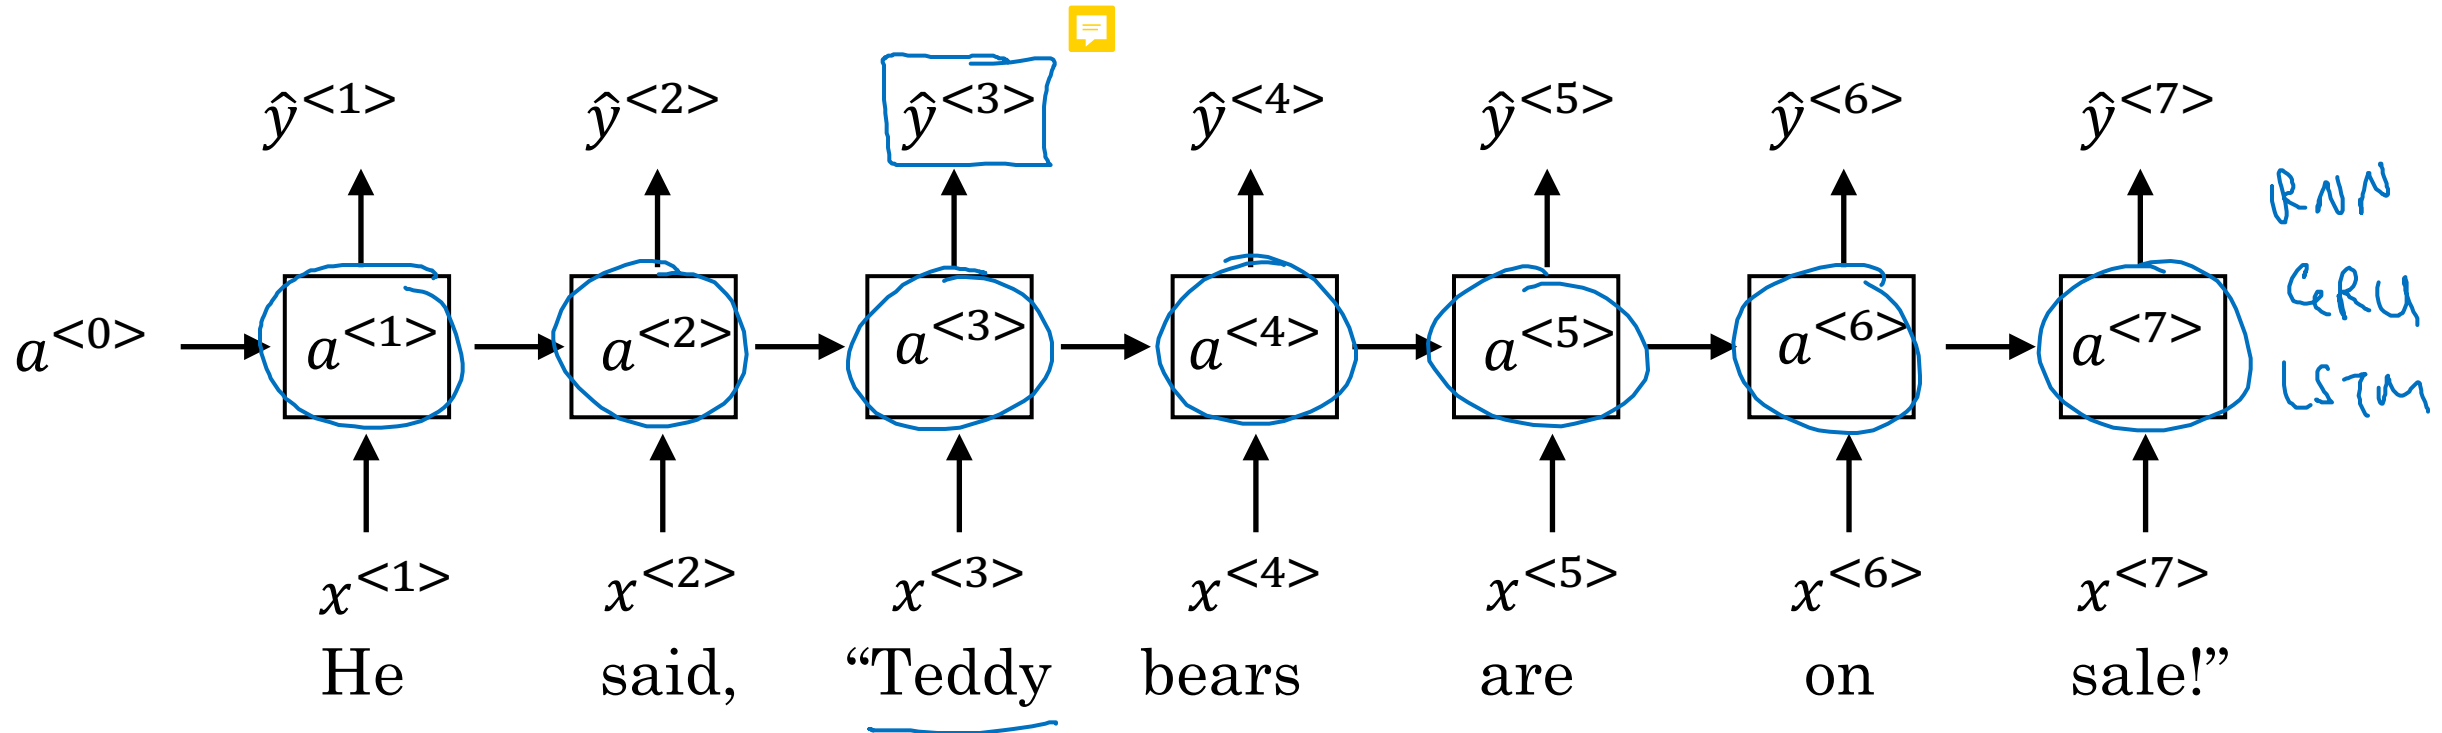 ŷ<1> ŷ<2> ŷ<3> ŷ<4> ŷ<5> ŷ<6> ŷ<7>
RNN
GRU
LSTM
a<0> a<1> a<2> a<3> a<4> a<5> a<6> a<7>
x<1> x<2> x<3> x<4> x<5> x<6> x<7>
He said, “Teddy bears are on sale!”